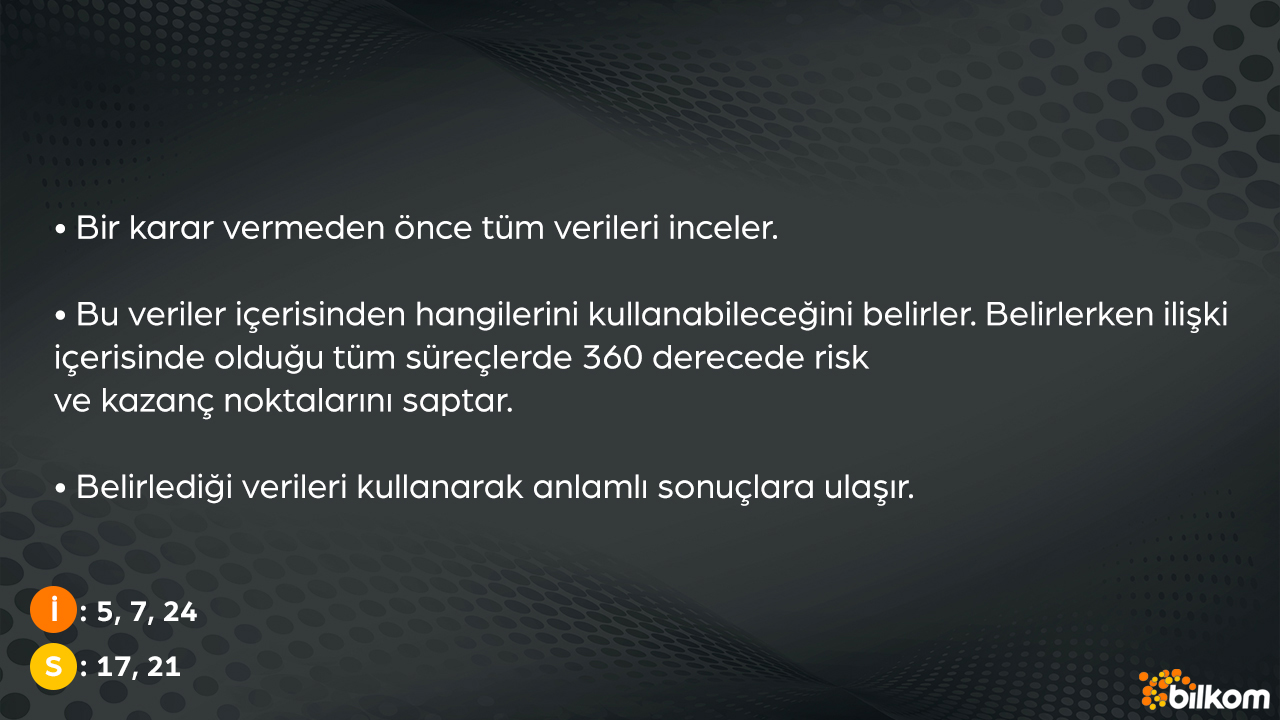 • Bir karar vermeden önce tüm verileri inceler.
• Bu veriler içerisinden hangilerini kullanabileceğini belirler. Belirlerken ilişki
içerisinde olduğu tüm süreçlerde 360 derecede risk
ve kazanç noktalarını saptar.
• Belirlediği verileri kullanarak anlamlı sonuçlara ulaşır.
İ : 5, 7, 24
S : 17, 21
bilkom